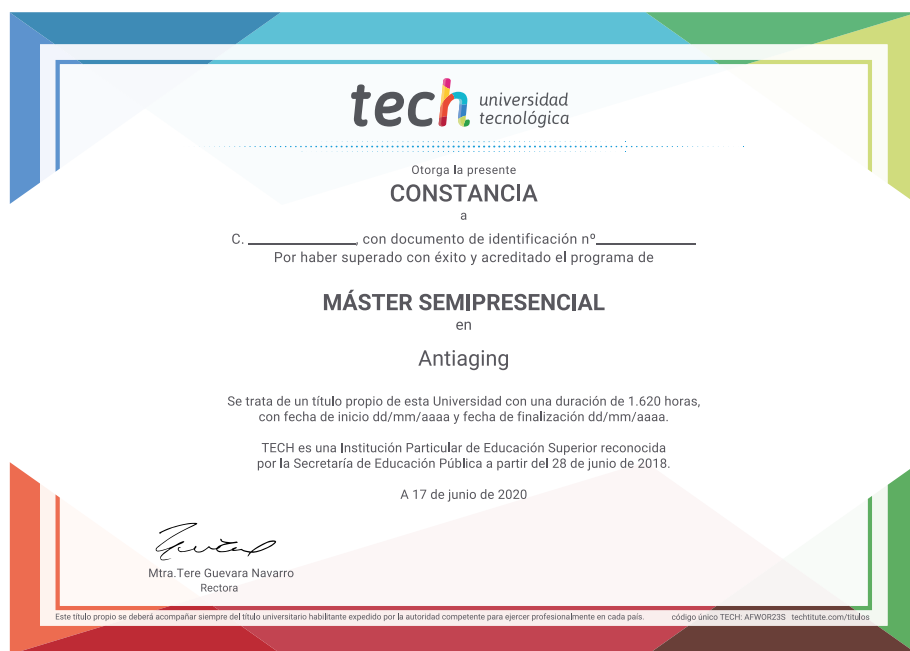 tech universidad
tecnológica
Otorga la presente
CONSTANCIA
a
C. ____________, con documento de identificación nº____________
Por haber superado con éxito y acreditado el programa de
MÁSTER SEMIPRESENCIAL
en
Antiaging
Se trata de un título propio de esta Universidad con una duración de 1.620 horas,
con fecha de inicio dd/mm/aaaa y fecha de finalización dd/mm/aaaa.
TECH es una Institución Particular de Educación Superior reconocida
por la Secretaría de Educación Pública a partir del 28 de junio de 2018.
A 17 de junio de 2020
Mtra.Tere Guevara Navarro
Rectora
Este título propio se deberá acompañar siempre del título universitario habilitante expedido por la autoridad competente para ejercer profesionalmente en cada país. código único TECH: AFWOR23S techtitute.com/titulos